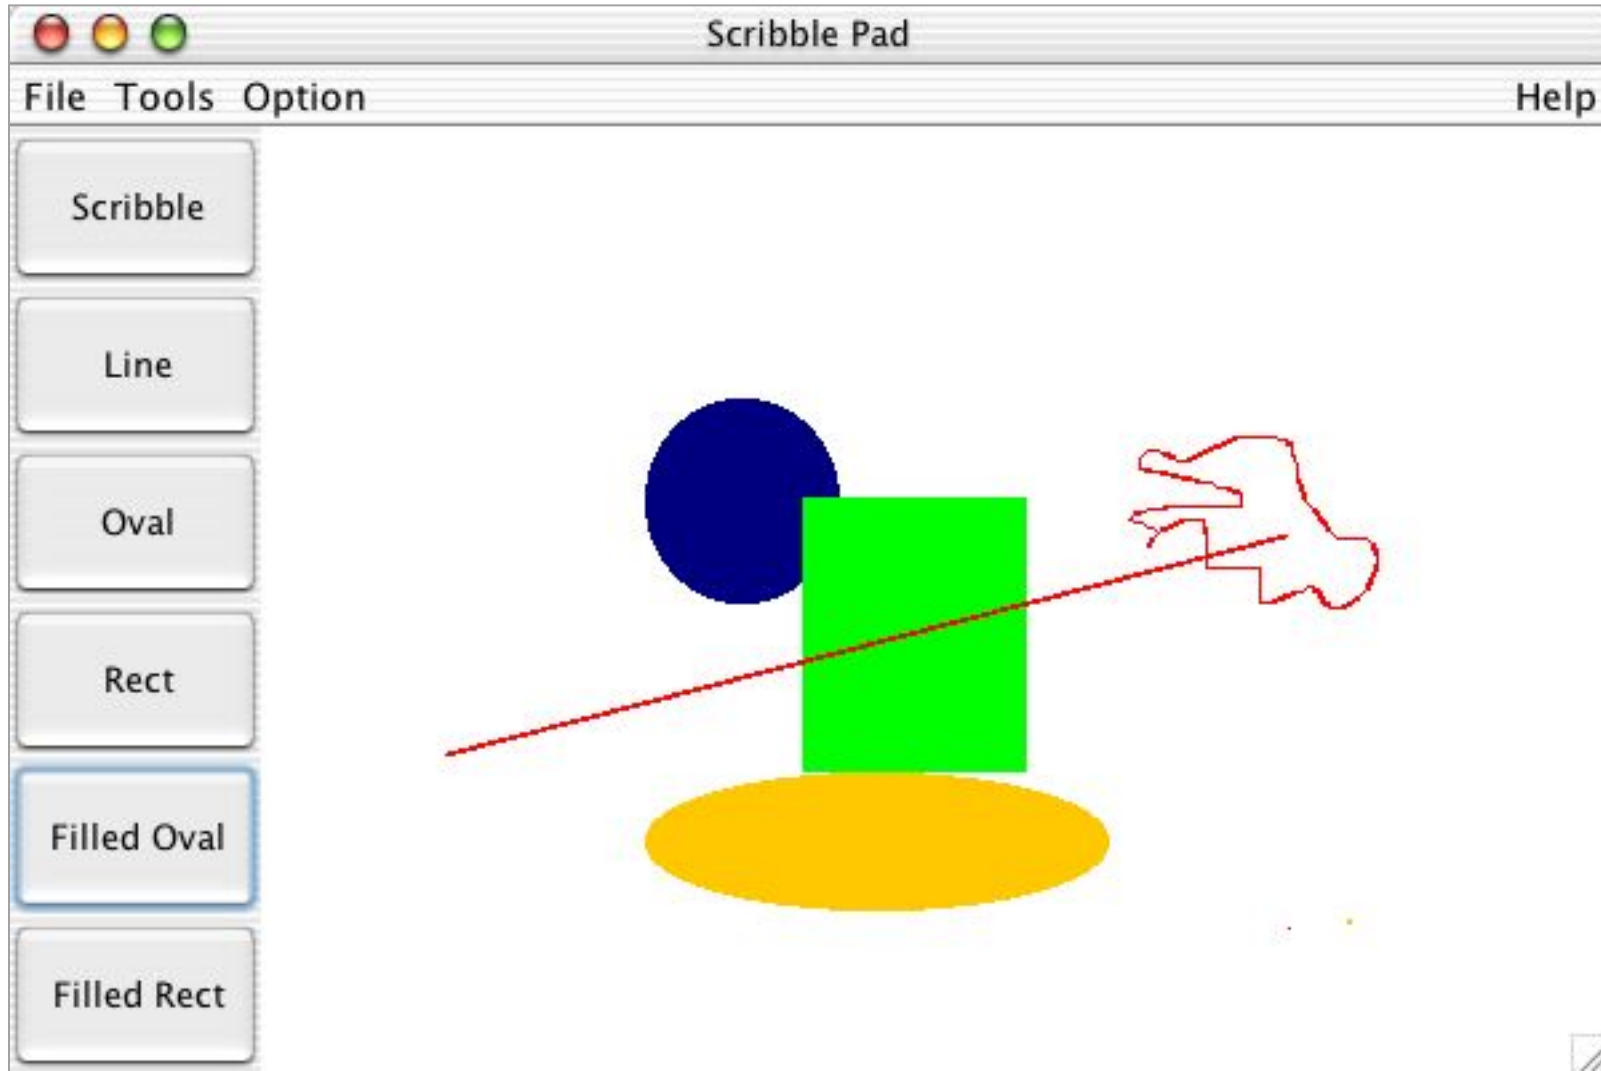 Scribble Pad
File Tools Option Help
Scribble
Line
Oval
Rect
Filled Oval
Filled Rect